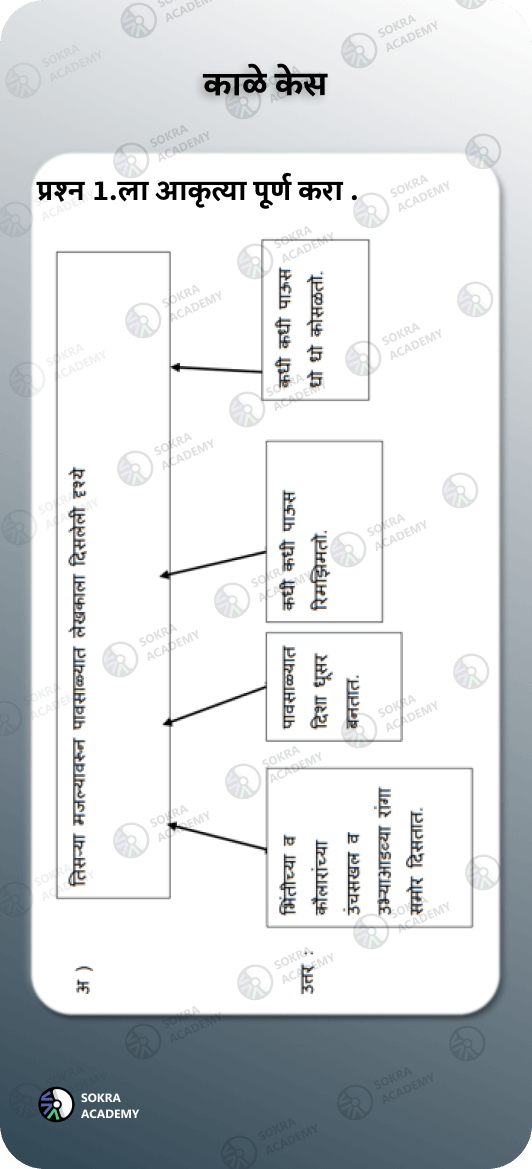 काळे केस
प्रश्न 1.ला आकृत्या पूर्ण करा .
अ )
तिसऱ्या मजल्यावरून पावसाळ्यात लेखकाला दिसलेली दृश्ये
उत्तर :
भिंतीच्या व
कौलारांच्या
उंचसखल व
उभ्याआडव्या रांगा
समोर दिसतात.
पावसाळ्यात
दिशा धूसर
बनतात.
कधी कधी पाऊस
रिमझिमतो.
कधी कधी पाऊस
धो धो कोसळतो.
SOKRA
ACADEMY